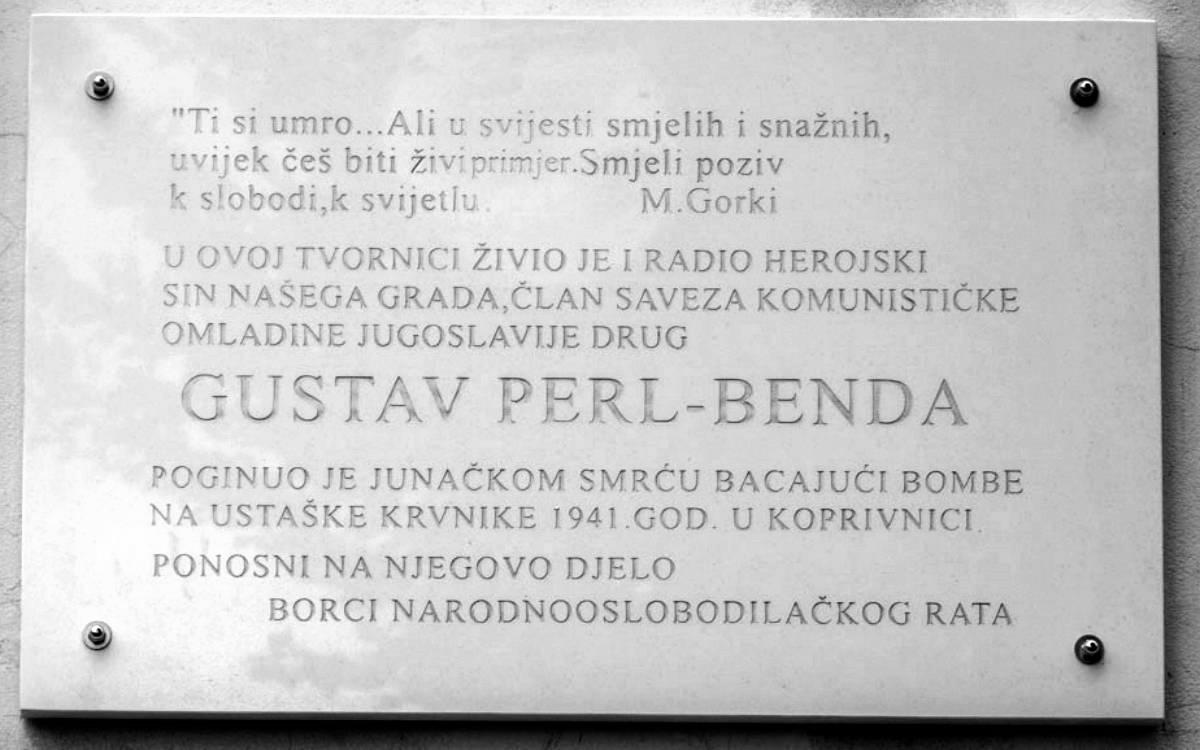 "Ti si umro...Ali u svijesti smjelih i snažnih,
uvijek češ biti živi primjer.Smjeli poziv
k slobodi,k svijetlu. M.Gorki
U OVOJ TVORNICI ŽIVIO JE I RADIO HEROJSKI
SIN NAŠEGA GRADA,ČLAN SAVEZA KOMUNISTIČKE
OMLADINE JUGOSLAVIJE DRUG
GUSTAV PERL-BENDA
POGINUO JE JUNAČKOM SMRĆU BACAJUĆI BOMBE
NA USTAŠKE KRVNIKE 1941.GOD. U KOPRIVNICI.
PONOSNI NA NJEGOVO DJELO
BORCI NARODNOOSLOBODILAČKOG RATA